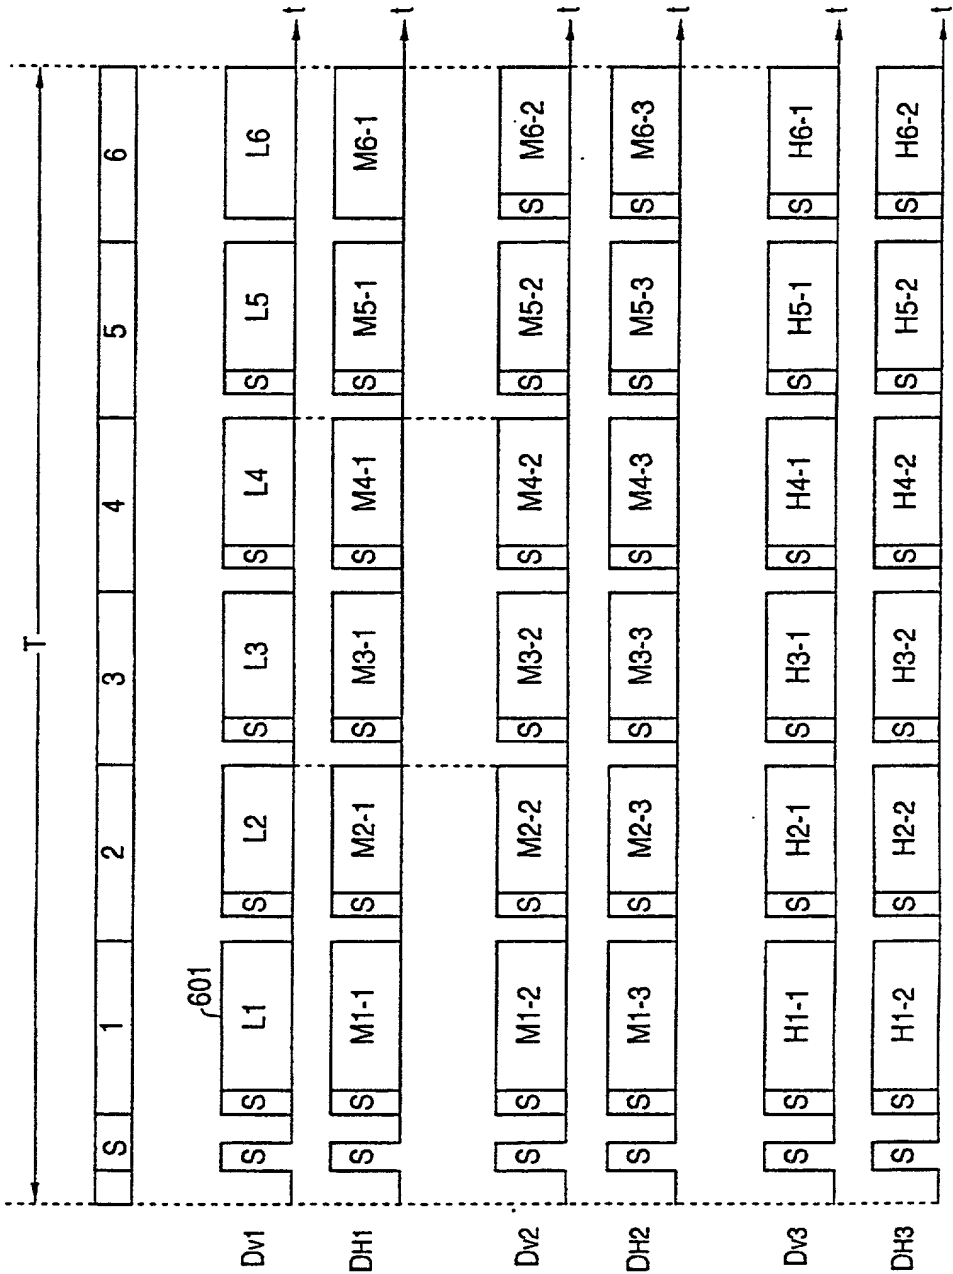 T
S 1 2 3 4 5 6
601
Dv1 S S L1 S L2 S L3 S L4 S L5 L6 t
DH1 S S M1-1 S M2-1 S M3-1 S M4-1 S M5-1 M6-1 t
Dv2 S S M1-2 S M2-2 S M3-2 S M4-2 S M5-2 S M6-2 t
DH2 S S M1-3 S M2-3 S M3-3 S M4-3 S M5-3 S M6-3 t
Dv3 S S H1-1 S H2-1 S H3-1 S H4-1 S H5-1 S H6-1 t
DH3 S S H1-2 S H2-2 S H3-2 S H4-2 S H5-2 S H6-2 t